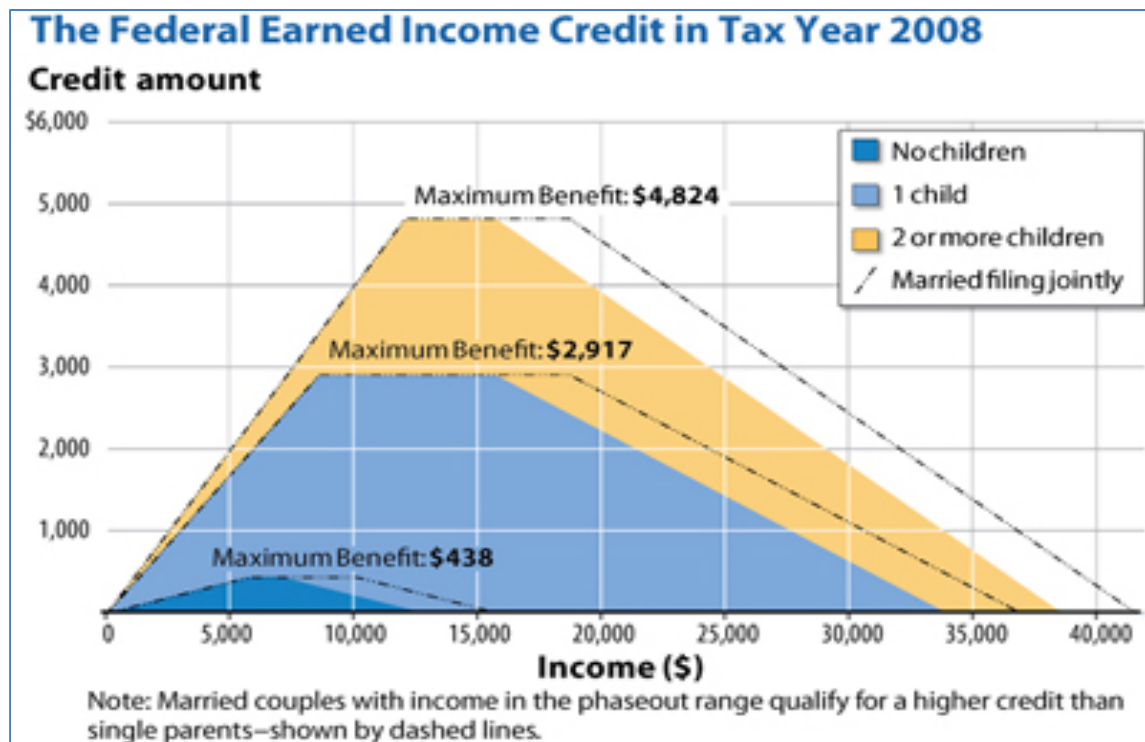 The Federal Earned Income Credit in Tax Year 2008
Credit amount
$6,000
5,000
4,000
3,000
2,000
1,000
No children
1 child
2 or more children
Married filing jointly
Maximum Benefit: $4,824
Maximum Benefit: $2,917
Maximum Benefit: $438
0
5,000
10,000
15,000
20,000
25,000
30,000
35,000
40,000
Income ($)
Note: Married couples with income in the phaseout range qualify for a higher credit than
single parents–shown by dashed lines.